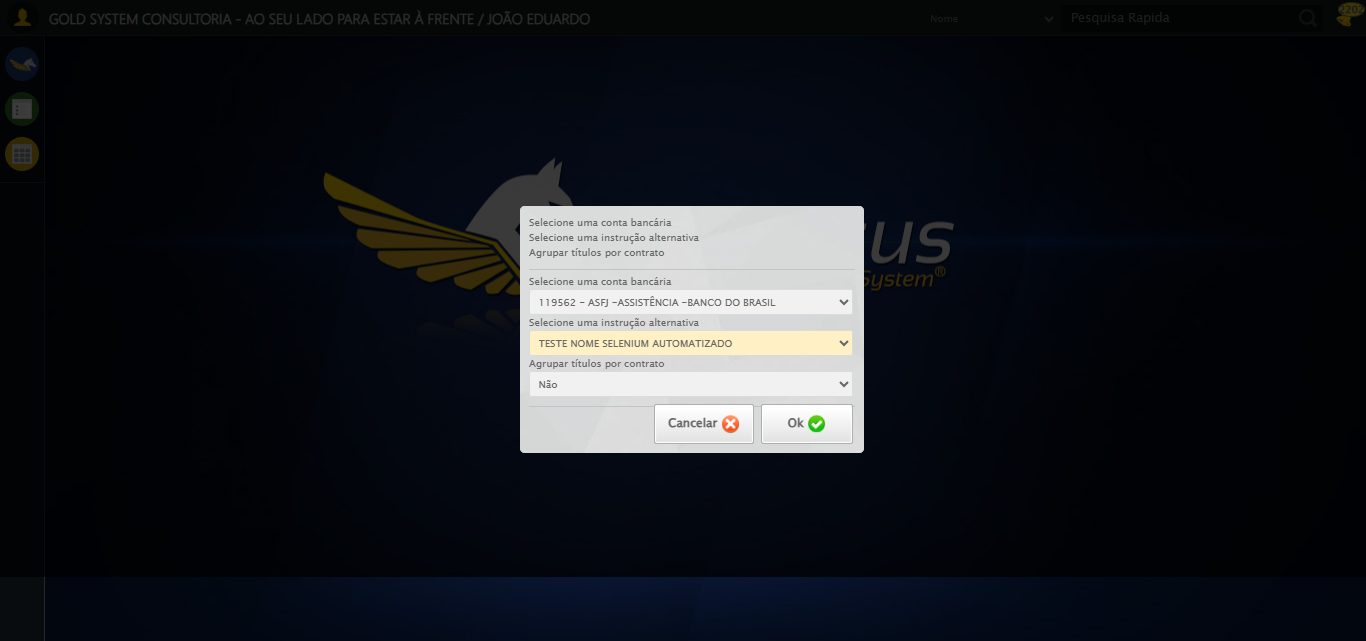 GOLD SYSTEM CONSULTORIA - AO SEU LADO PARA ESTAR À FRENTE / JOÃO EDUARDO
Nome
Pesquisa Rapida
Selecione uma conta bancária
Selecione uma instrução alternativa
Agrupar títulos por contrato
Selecione uma conta bancária
119562 - ASFJ -ASSISTÊNCIA -BANCO DO BRASIL
Selecione uma instrução alternativa
TESTE NOME SELENIUM AUTOMATIZADO
Agrupar títulos por contrato
Não
Cancelar
Ok
us
System®